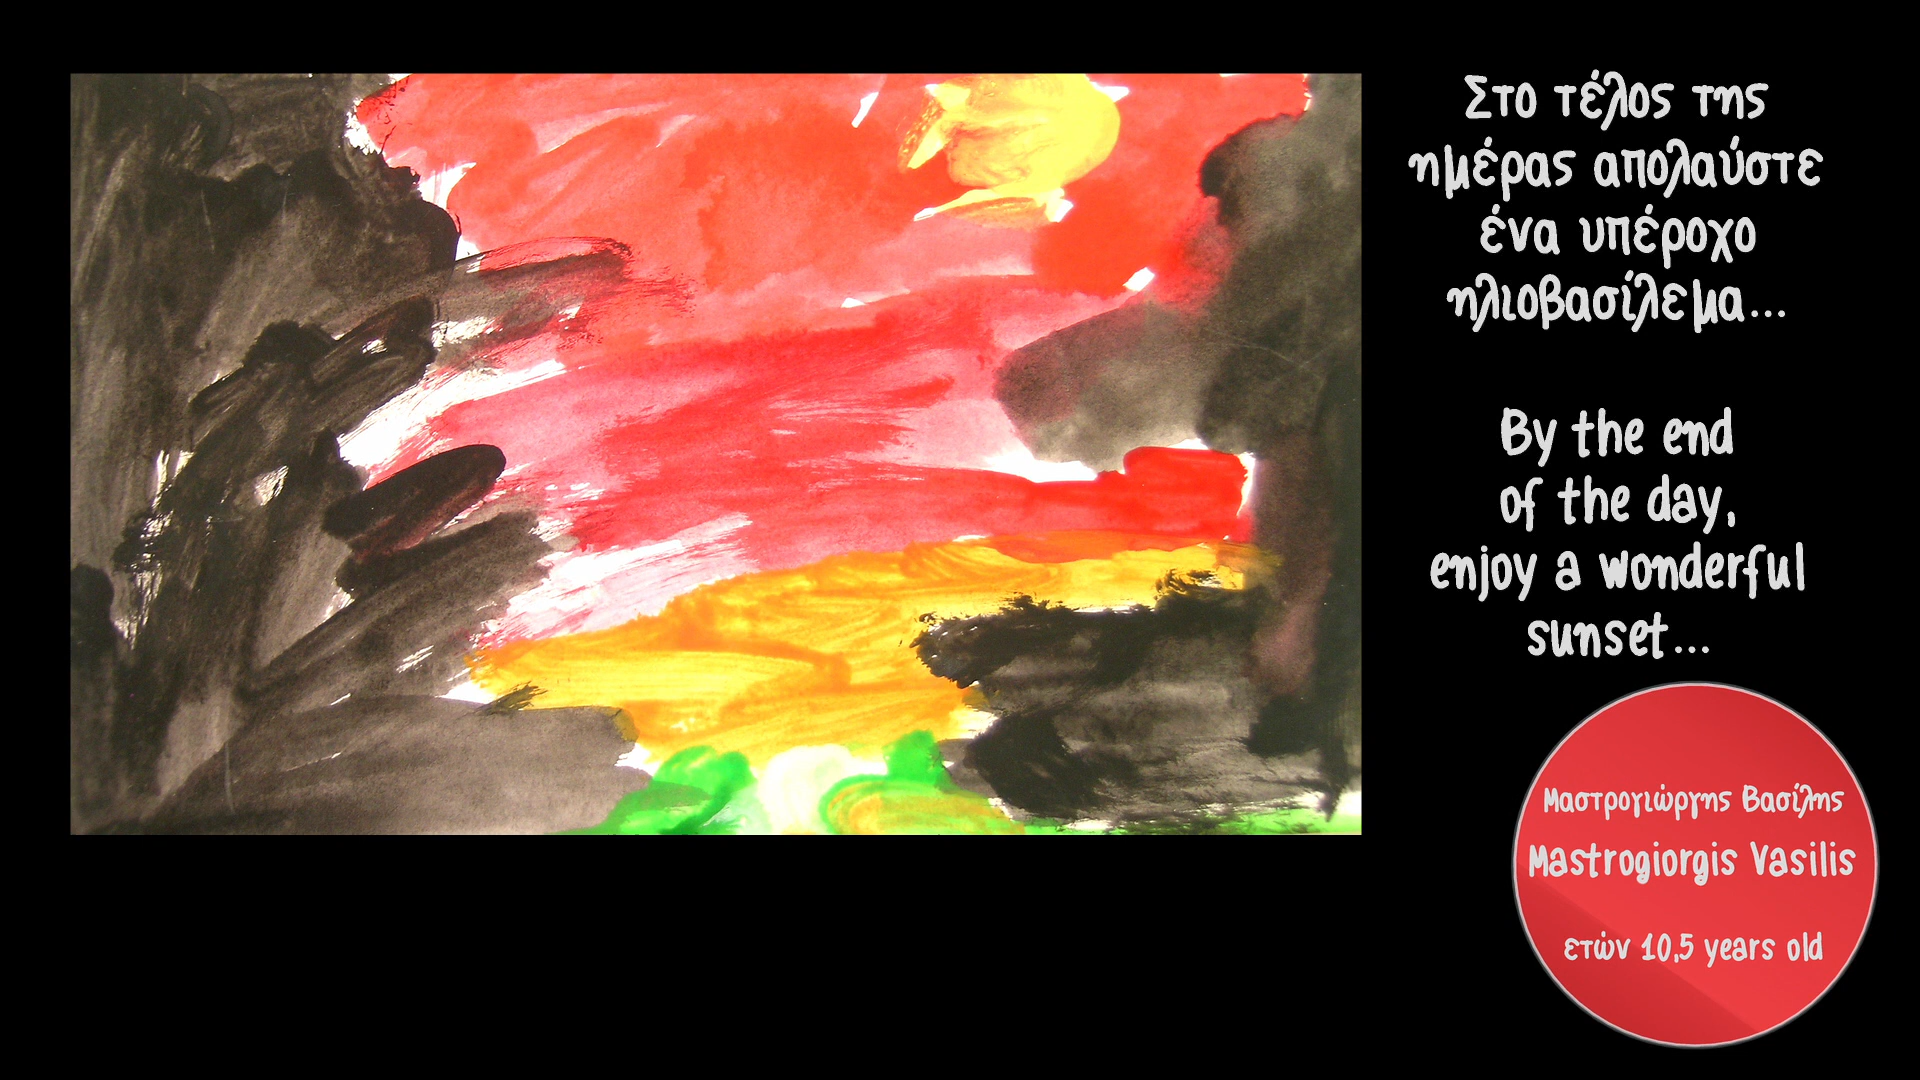 Στο τέλος της
ημέρας απολαύστε
ένα υπέροχο
ηλιοβασίλεμα...
By the end
of the day,
enjoy a wonderful
sunset...
Μαστρογιώργης Βασίλης
Mastrogiorgis Vasilis
ετών 10,5 years old